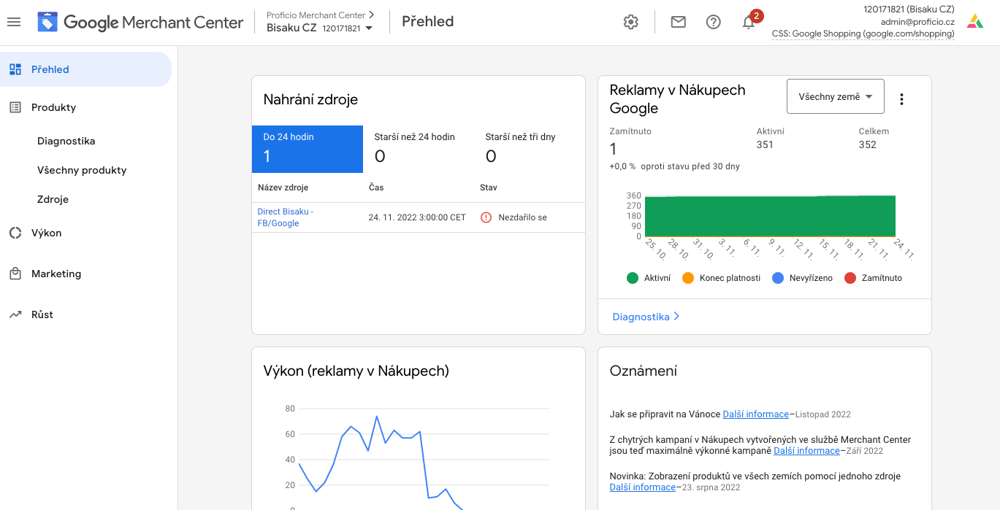 Google Merchant Center
Proficio Merchant Center
Bisaku CZ 120171821
Přehled
2
120171821 (Bisaku CZ)
admin@proficio.cz
CSS: Google Shopping (google.com/shopping)
Přehled
Produkty
Diagnostika
Všechny produkty
Zdroje
Výkon
Marketing
Růst
Nahrání zdroje
Do 24 hodin
1
Starší než 24 hodin
0
Starší než tři dny
0
Název zdroje
Čas
Stav
Direct Bisaku -
FB/Google
24. 11. 2022 3:00:00 CET
Nezdařilo se
Reklamy v Nákupech
Google
Všechny země
Zamítnuto
1
+0,0 % oproti stavu před 30 dny
Aktivní
351
Celkem
352
360
270
180
90
0
25. 10.
28. 10.
31. 10.
3. 11.
6. 11.
9. 11.
12. 11.
15. 11.
18. 11.
21. 11.
24. 11.
Aktivní
Konec platnosti
Nevyřízeno
Zamítnuto
Diagnostika
Výkon (reklamy v Nákupech)
80
60
40
20
0
Oznámení
Jak se připravit na Vánoce Další informace–Listopad 2022
Z chytrých kampaní v Nákupech vytvořených ve službě Merchant Center
jsou teď maximálně výkonné kampaně Další informace–Září 2022
Novinka: Zobrazení produktů ve všech zemích pomocí jednoho zdroje
Další informace–23. srpna 2022